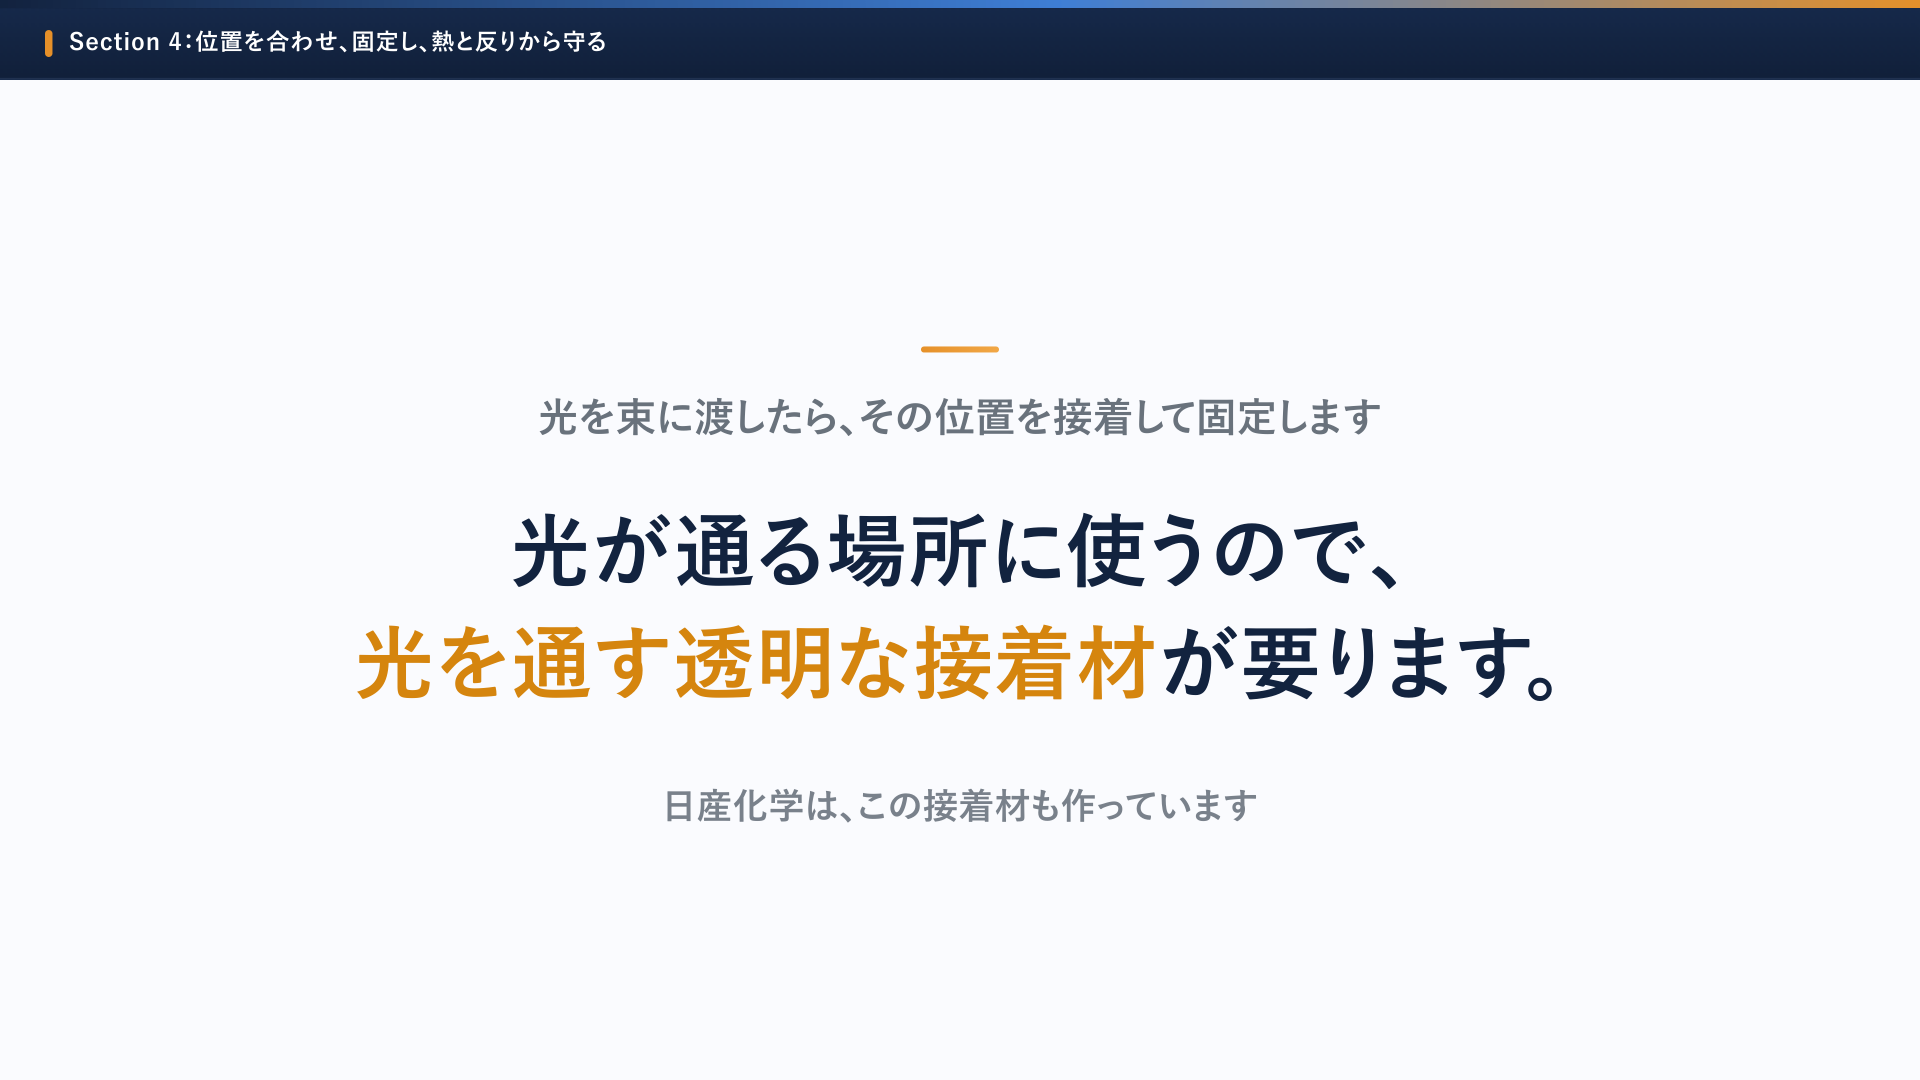 Section 4：位置を合わせ、固定し、熱と反りから守る
光を束に渡したら、その位置を接着して固定します
光が通る場所に使うので、
光を通す透明な接着材が要ります。
日産化学は、この接着材も作っています